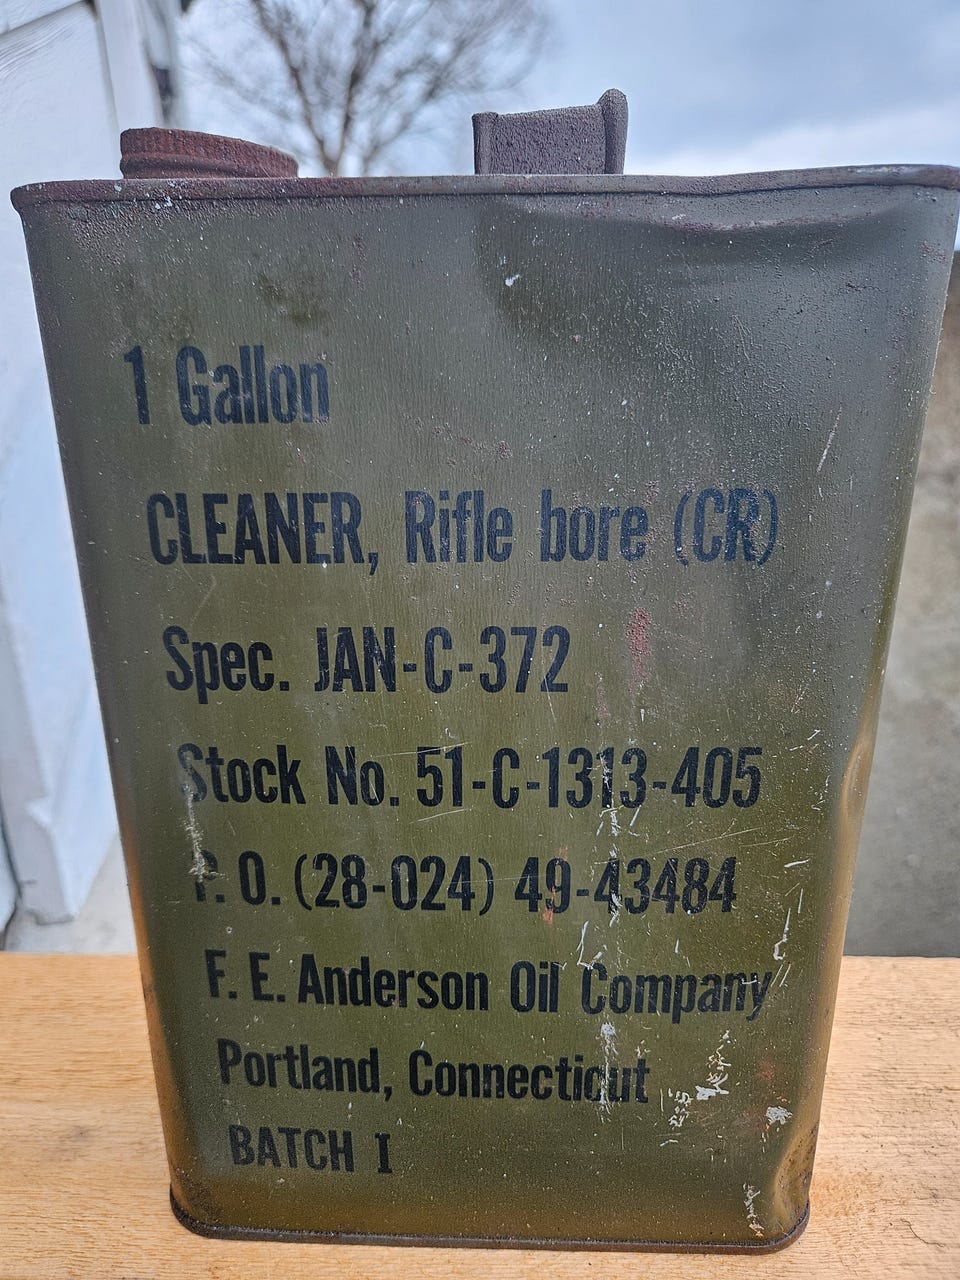 1 Gallon
CLEANER, Rifle bore (CR)
Spec. JAN-C-372
Stock No. 51-C-1313-405
P. O. (28-024) 49-43484
F. E. Anderson Oil Company
Portland, Connecticut
BATCH I